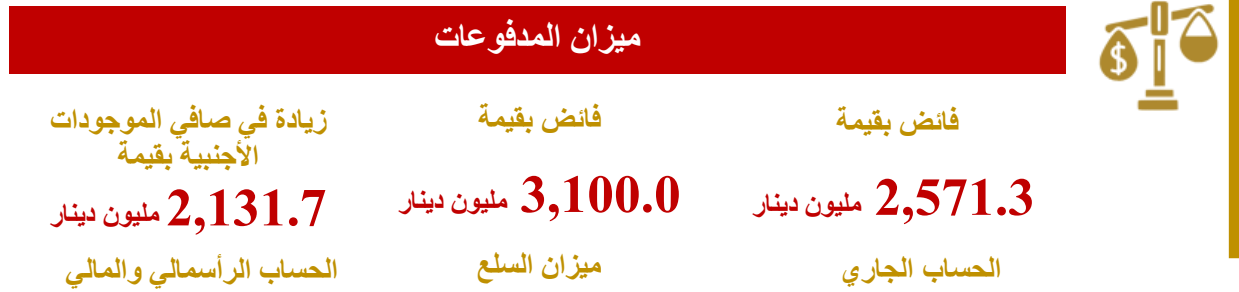 ميزان المدفوعات
$
فائض بقيمة
2,571.3 مليون دينار
الحساب الجاري
فائض بقيمة
3,100.0 مليون دينار
ميزان السلع
زيادة في صافي الموجودات
الأجنبية بقيمة
2,131.7 مليون دينار
الحساب الرأسمالي والمالي